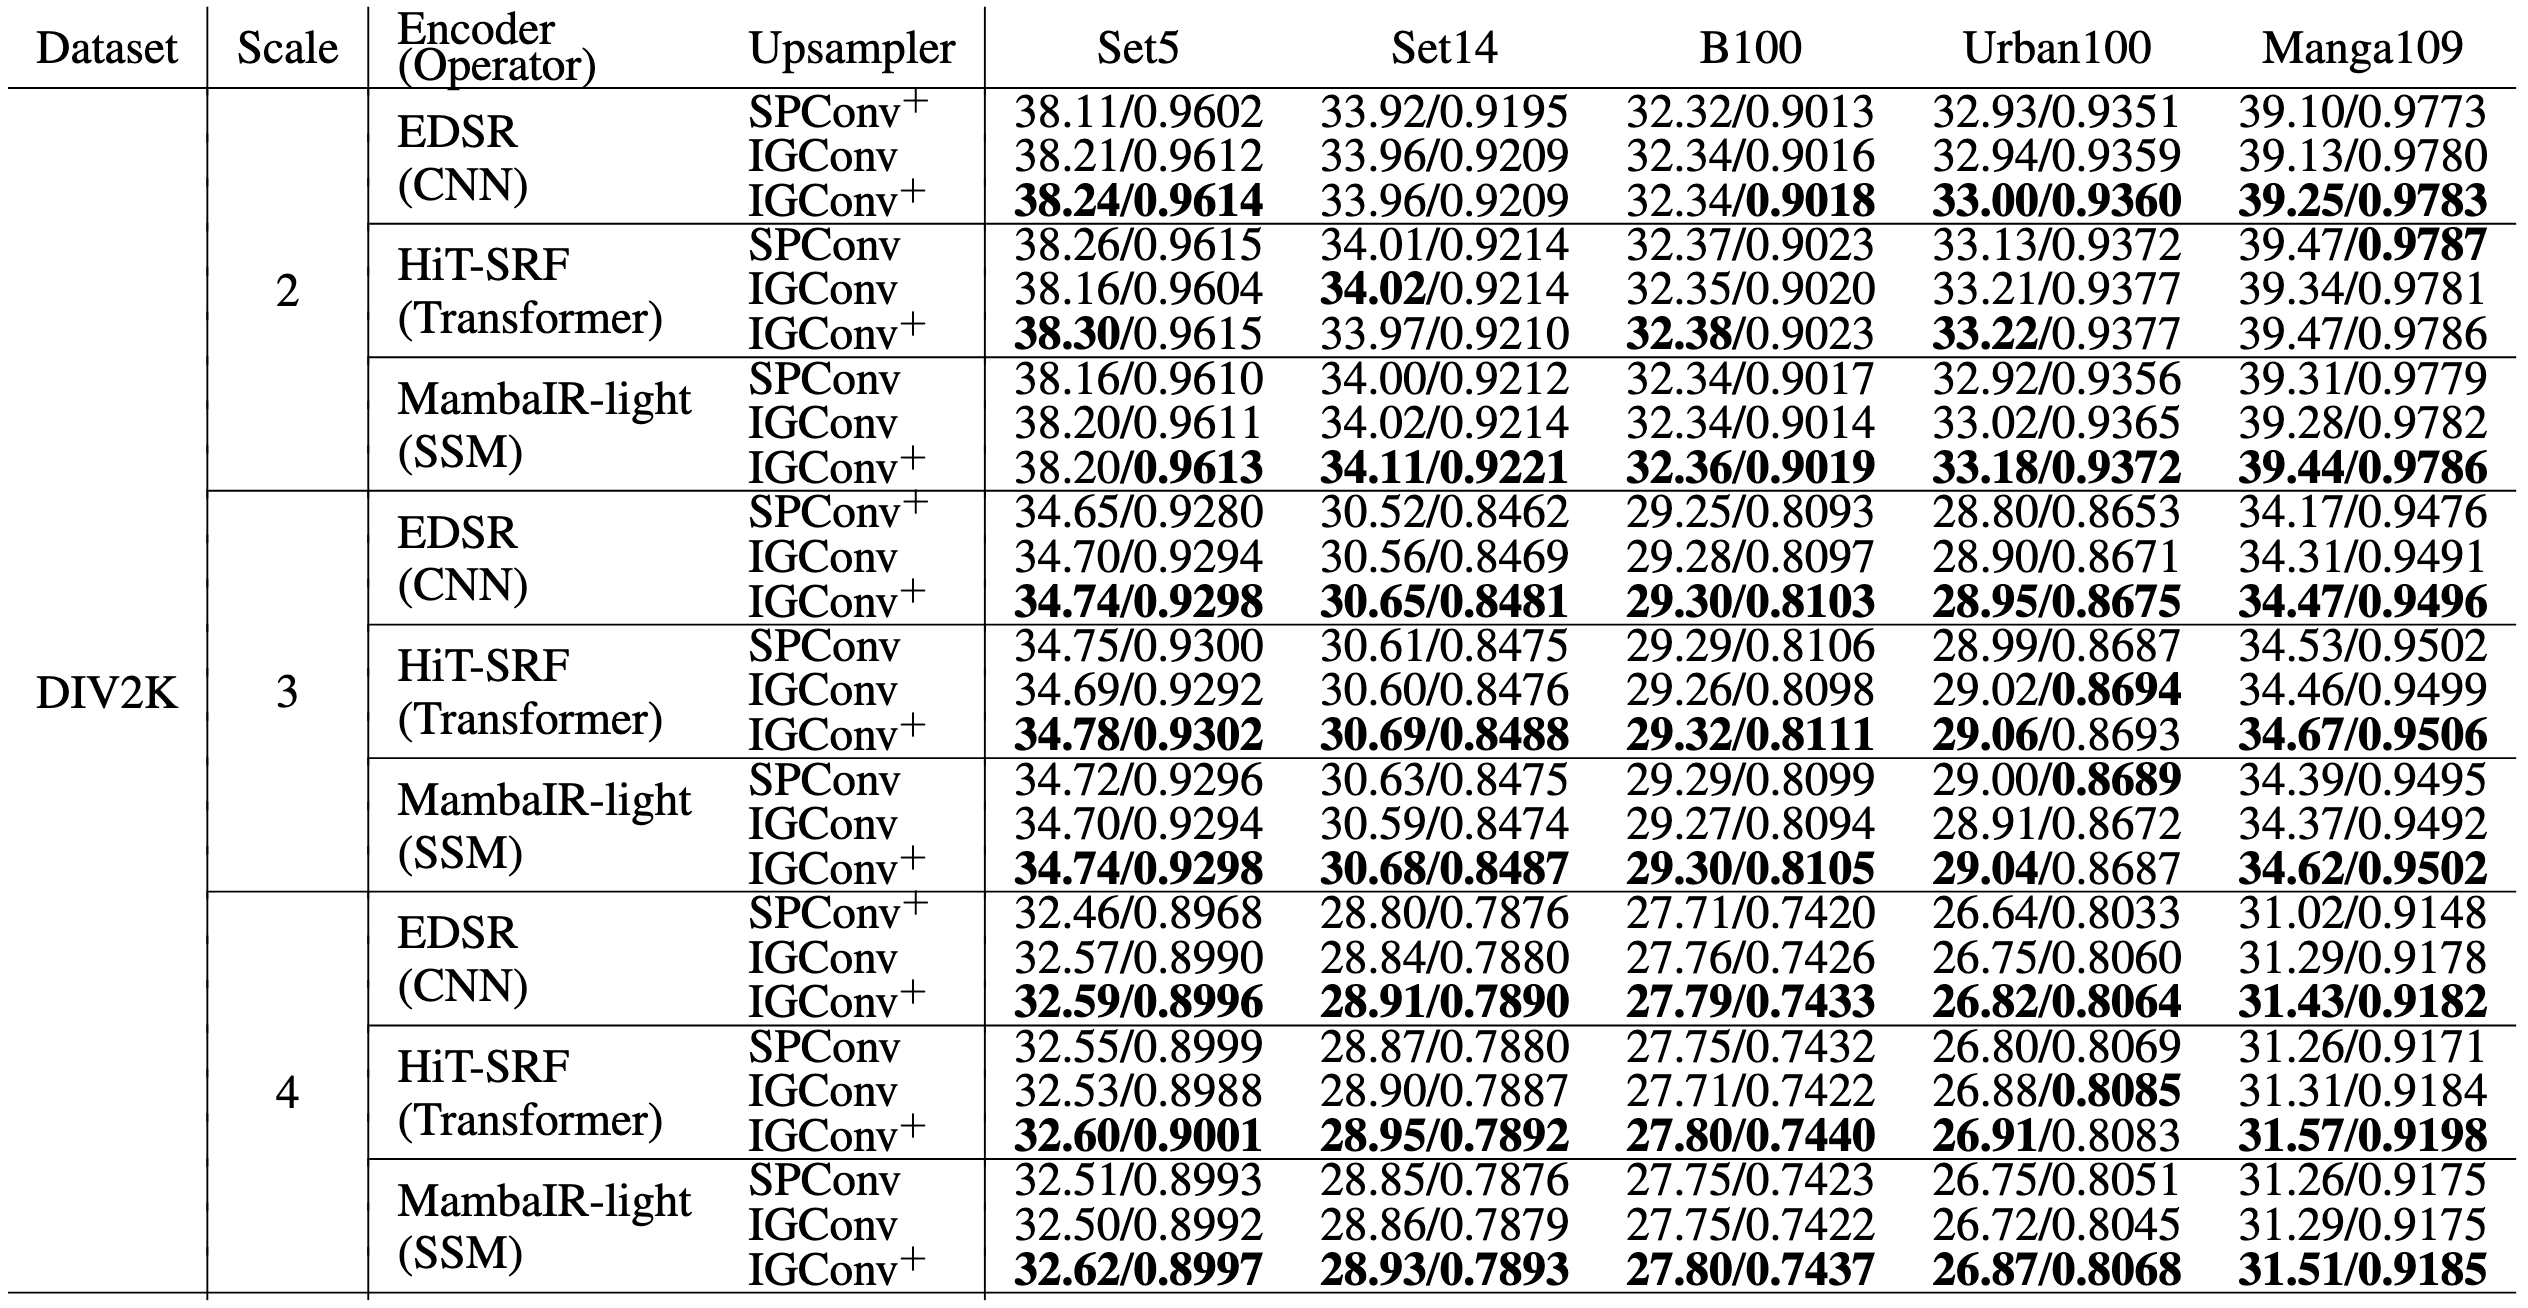 Dataset Scale Encoder (Operator) Upsampler Set5 Set14 B100 Urban100 Manga109
DIV2K
2
EDSR (CNN)
SPConv⁺ 38.11/0.9602 33.92/0.9195 32.32/0.9013 32.93/0.9351 39.10/0.9773
IGConv 38.21/0.9612 33.96/0.9209 32.34/0.9016 32.94/0.9359 39.13/0.9780
IGConv⁺ 38.24/0.9614 33.96/0.9209 32.34/0.9018 33.00/0.9360 39.25/0.9783
HiT-SRF (Transformer)
SPConv 38.26/0.9615 34.01/0.9214 32.37/0.9023 33.13/0.9372 39.47/0.9787
IGConv 38.16/0.9604 34.02/0.9214 32.35/0.9020 33.21/0.9377 39.34/0.9781
IGConv⁺ 38.30/0.9615 33.97/0.9210 32.38/0.9023 33.22/0.9377 39.47/0.9786
MambaIR-light (SSM)
SPConv 38.16/0.9610 34.00/0.9212 32.34/0.9017 32.92/0.9356 39.31/0.9779
IGConv 38.20/0.9611 34.02/0.9214 32.34/0.9014 33.02/0.9365 39.28/0.9782
IGConv⁺ 38.20/0.9613 34.11/0.9221 32.36/0.9019 33.18/0.9372 39.44/0.9786
3
EDSR (CNN)
SPConv⁺ 34.65/0.9280 30.52/0.8462 29.25/0.8093 28.80/0.8653 34.17/0.9476
IGConv 34.70/0.9294 30.56/0.8469 29.28/0.8097 28.90/0.8671 34.31/0.9491
IGConv⁺ 34.74/0.9298 30.65/0.8481 29.30/0.8103 28.95/0.8675 34.47/0.9496
HiT-SRF (Transformer)
SPConv 34.75/0.9300 30.61/0.8475 29.29/0.8106 28.99/0.8687 34.53/0.9502
IGConv 34.69/0.9292 30.60/0.8476 29.26/0.8098 29.02/0.8694 34.46/0.9499
IGConv⁺ 34.78/0.9302 30.69/0.8488 29.32/0.8111 29.06/0.8693 34.67/0.9506
MambaIR-light (SSM)
SPConv 34.72/0.9296 30.63/0.8475 29.29/0.8099 29.00/0.8689 34.39/0.9495
IGConv 34.70/0.9294 30.59/0.8474 29.27/0.8094 28.91/0.8672 34.37/0.9492
IGConv⁺ 34.74/0.9298 30.68/0.8487 29.30/0.8105 29.04/0.8687 34.62/0.9502
4
EDSR (CNN)
SPConv⁺ 32.46/0.8968 28.80/0.7876 27.71/0.7420 26.64/0.8033 31.02/0.9148
IGConv 32.57/0.8990 28.84/0.7880 27.76/0.7426 26.75/0.8060 31.29/0.9178
IGConv⁺ 32.59/0.8996 28.91/0.7890 27.79/0.7433 26.82/0.8064 31.43/0.9182
HiT-SRF (Transformer)
SPConv 32.55/0.8999 28.87/0.7880 27.75/0.7432 26.80/0.8069 31.26/0.9171
IGConv 32.53/0.8988 28.90/0.7887 27.71/0.7422 26.88/0.8085 31.31/0.9184
IGConv⁺ 32.60/0.9001 28.95/0.7892 27.80/0.7440 26.91/0.8083 31.57/0.9198
MambaIR-light (SSM)
SPConv 32.51/0.8993 28.85/0.7876 27.75/0.7423 26.75/0.8051 31.26/0.9175
IGConv 32.50/0.8992 28.86/0.7879 27.75/0.7422 26.72/0.8045 31.29/0.9175
IGConv⁺ 32.62/0.8997 28.93/0.7893 27.80/0.7437 26.87/0.8068 31.51/0.9185